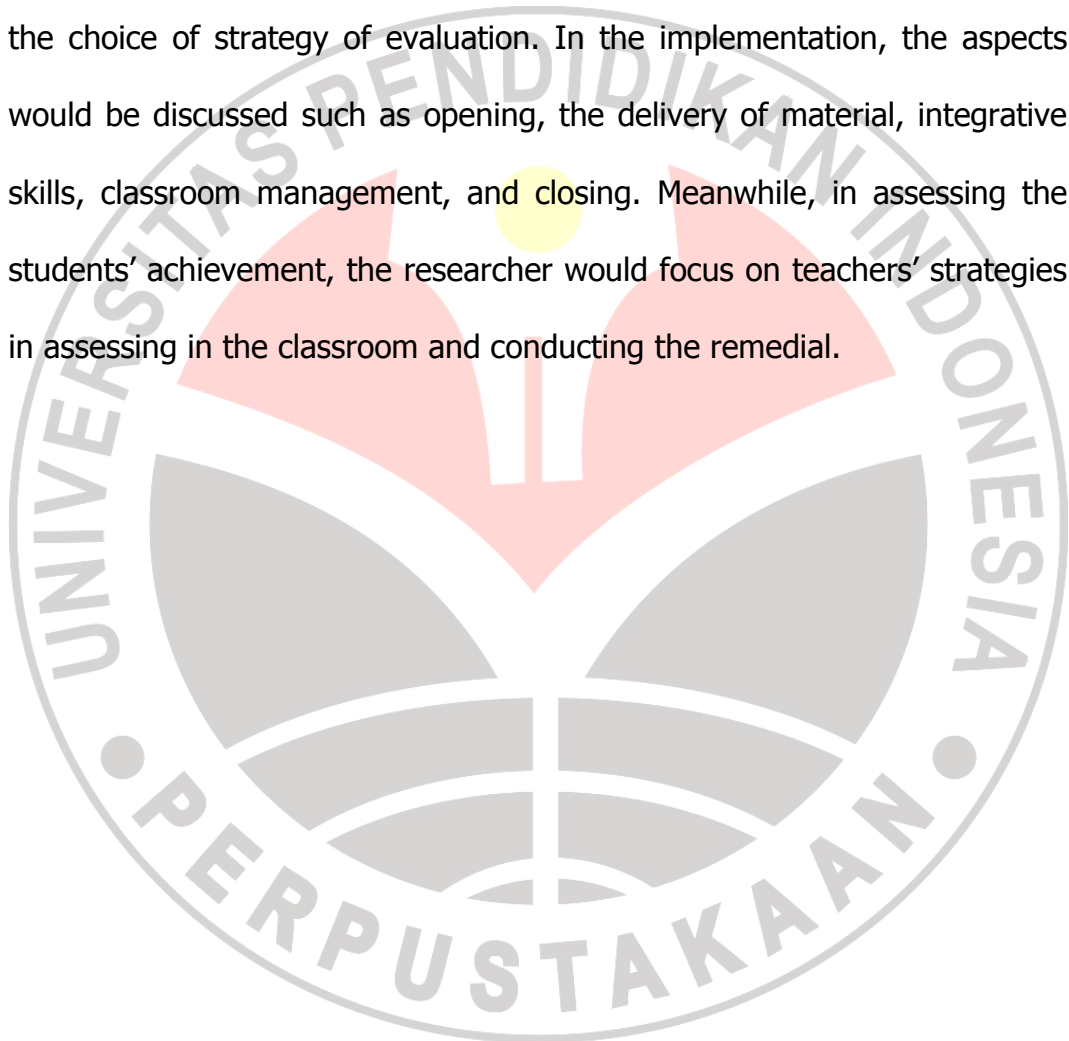 the choice of strategy of evaluation. In the implementation, the aspects
would be discussed such as opening, the delivery of material, integrative
skills, classroom management, and closing. Meanwhile, in assessing the
students’ achievement, the researcher would focus on teachers’ strategies
in assessing in the classroom and conducting the remedial.
UNIVERSITAS PENDIDIKAN INDONESIA
PERPUSTAKAAN